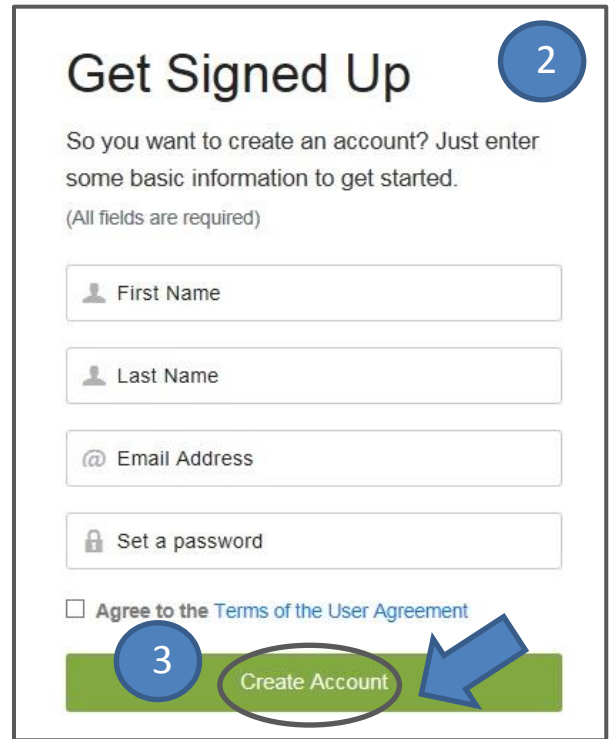 Get Signed Up
2
So you want to create an account? Just enter
some basic information to get started.
(All fields are required)
First Name
Last Name
@ Email Address
Set a password
Agree to the Terms of the User Agreement
3
Create Account